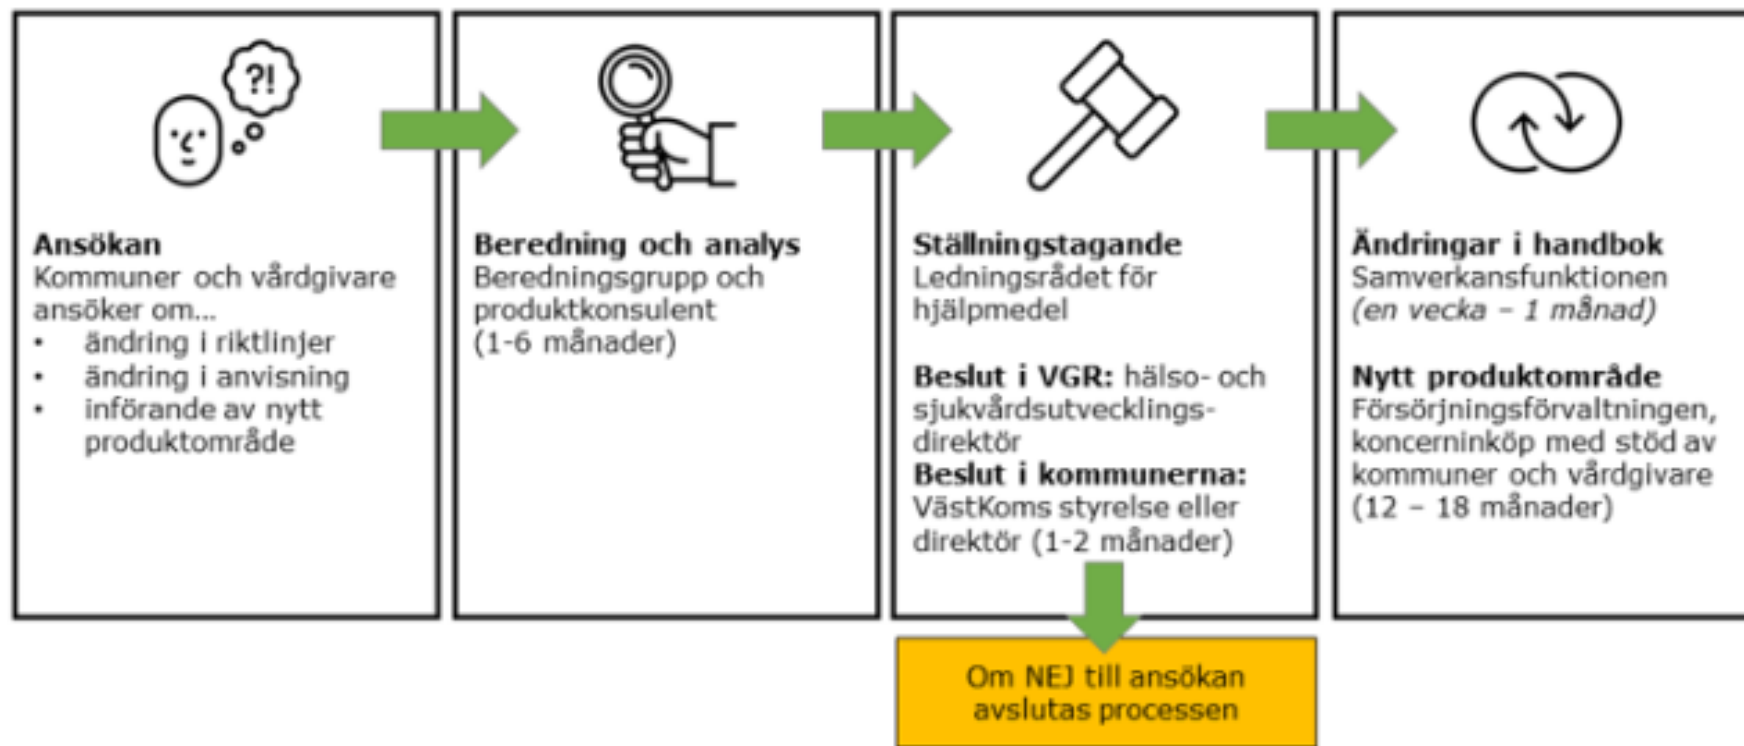 ?!
Ansökan
Kommuner och vårdgivare
ansöker om...
• ändring i riktlinjer
• ändring i anvisning
• införande av nytt
produktområde
Beredning och analys
Beredningsgrupp och
produktkonsulent
(1-6 månader)
Ställningstagande
Ledningsrådet för
hjälpmedel
Beslut i VGR: hälso- och
sjukvårdsutvecklings-
direktör
Beslut i kommunerna:
VästKoms styrelse eller
direktör (1-2 månader)
Om NEJ till ansökan
avslutas processen
Ändringar i handbok
Samverkansfunktionen
(en vecka – 1 månad)
Nytt produktområde
Försörjningsförvaltningen,
koncerninköp med stöd av
kommuner och vårdgivare
(12 – 18 månader)